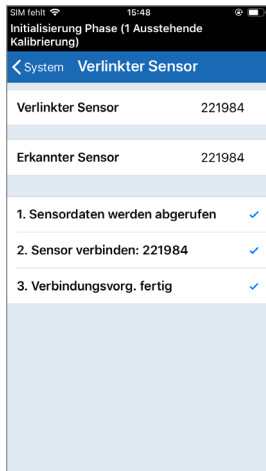 SIM fehlt 15:48
Initialisierung Phase (1 Ausstehende
Kalibrierung)
System Verlinkter Sensor
Verlinkter Sensor 221984
Erkannter Sensor 221984
1. Sensordaten werden abgerufen
2. Sensor verbinden: 221984
3. Verbindungsvorg. fertig